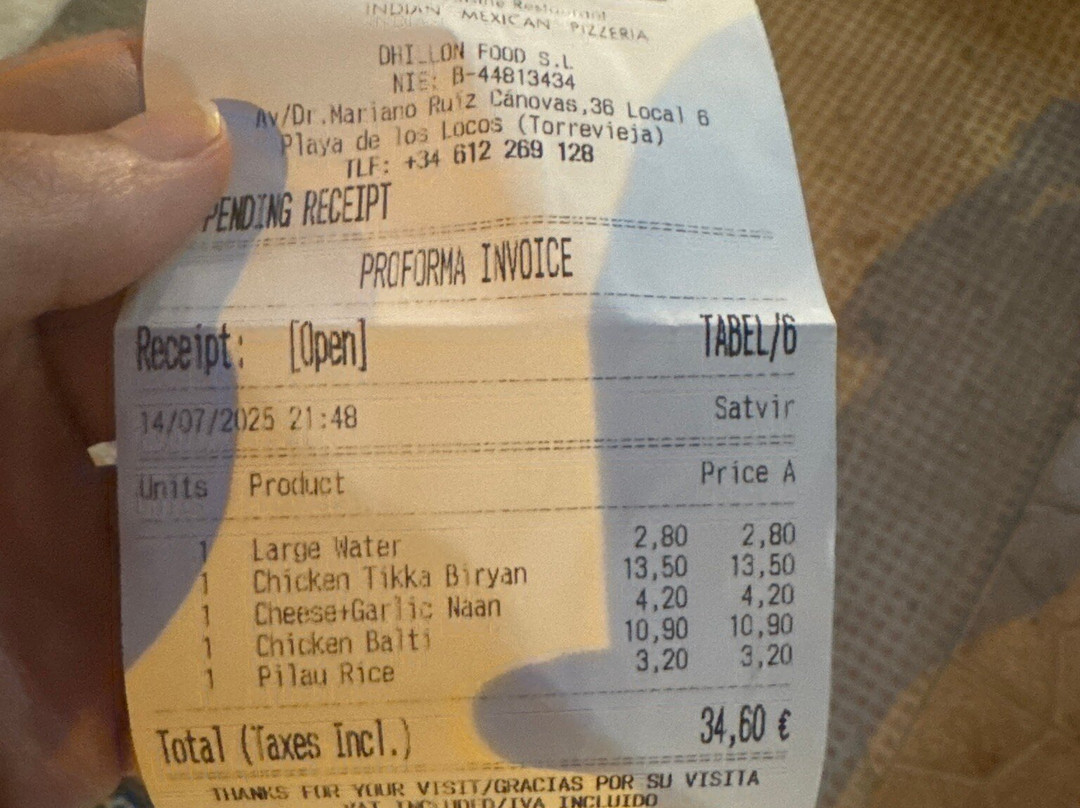 Restaurant
INDIAN MEXICAN PIZZERIA
DHILLON FOOD S.L
NIE: B-44813434
Av/Dr.Mariano Ruiz Cánovas,36 Local 6
Playa de los Locos (Torrevieja)
TLF: +34 612 269 128
PENDING RECEIPT
PROFORMA INVOICE
Receipt: [Open] TABEL/6
14/07/2025 21:48 Satvir
Units Product Price A
1 Large Water 2,80 2,80
1 Chicken Tikka Biryan 13,50 13,50
1 Cheese+Garlic Naan 4,20 4,20
1 Chicken Balti 10,90 10,90
1 Pilau Rice 3,20 3,20
Total (Taxes Incl.) 34,60 €
THANKS FOR YOUR VISIT/GRACIAS POR SU VISITA
VAT INCLUDED/IVA INCLUIDO